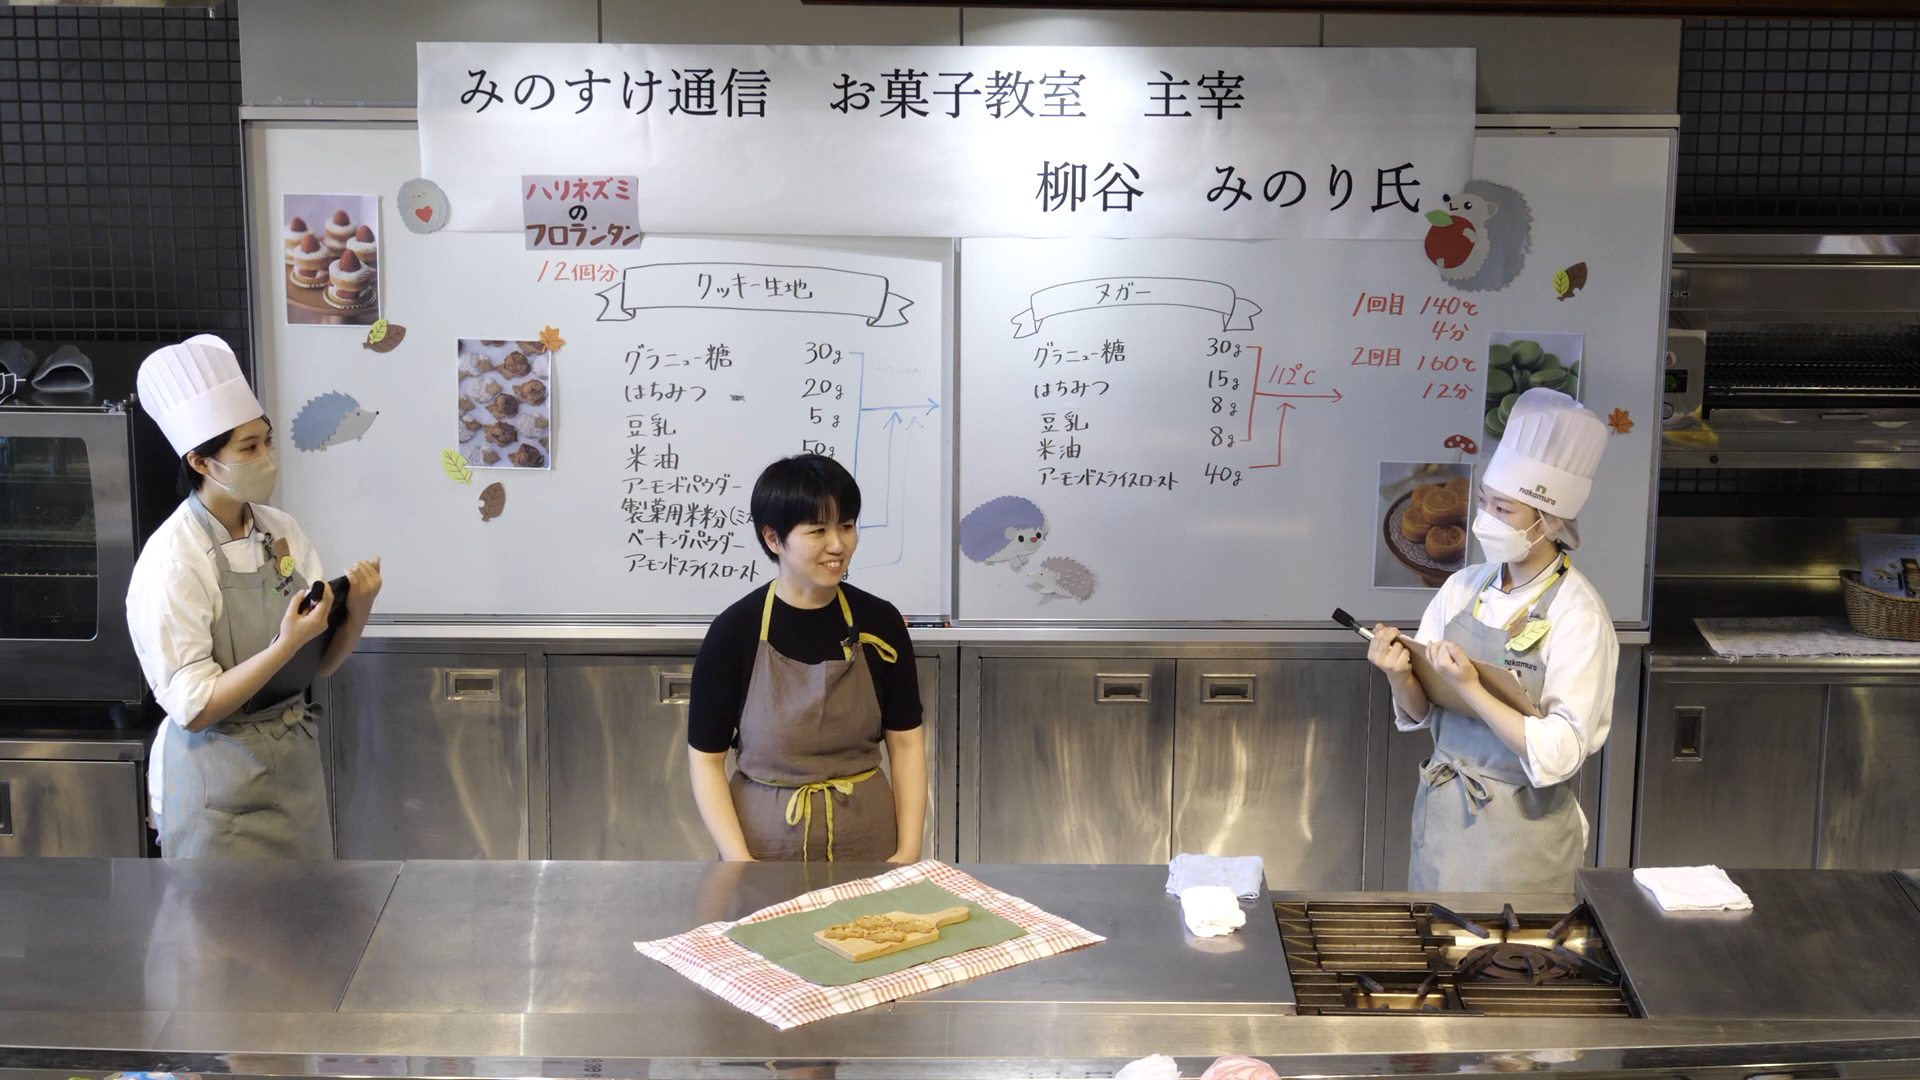 みのすけ通信　お菓子教室　主宰
柳谷　みのり氏
ハリネズミ
の
フロランタン
12個分
クッキー生地
グラニュー糖 30g
はちみつ 20g
豆乳 5g
米油 50g
アーモンドパウダー
製菓用米粉(ミズ
ベーキングパウダー
アーモンドスライスロースト
ヌガー
グラニュー糖 30g
はちみつ 15g
豆乳 8g
米油 8g
アーモンドスライスロースト 40g
112℃
1回目 140℃
4分
2回目 160℃
12分
nakamura
nakamura